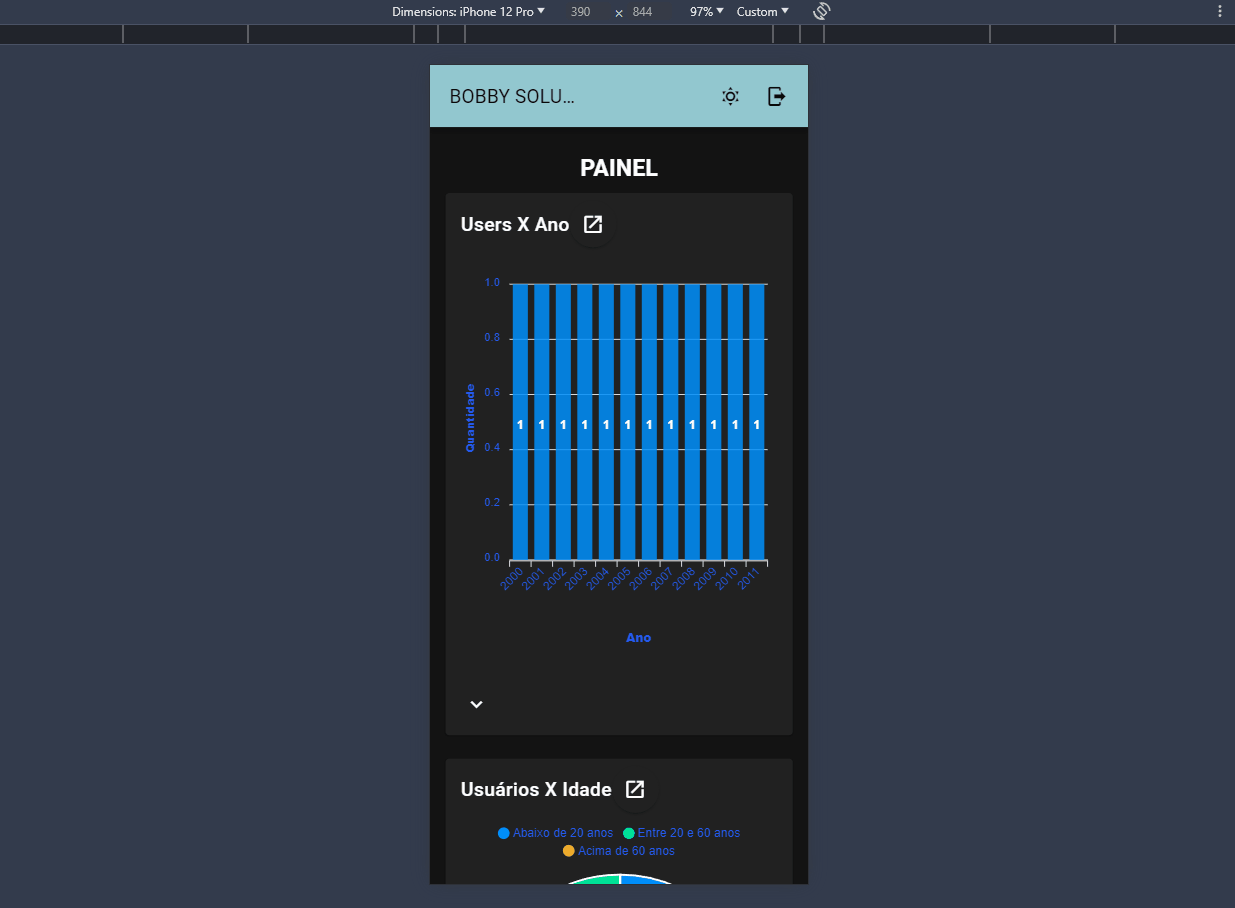 Dimensions: iPhone 12 Pro 390 × 844 97% Custom
BOBBY SOLU...
PAINEL
Users X Ano
1.0
0.8
0.6
0.4
0.2
0.0
Quantidade
1 1 1 1 1 1 1 1 1 1 1 1
2000 2001 2002 2003 2004 2005 2006 2007 2008 2009 2010 2011
Ano
Usuários X Idade
Abaixo de 20 anos Entre 20 e 60 anos
Acima de 60 anos